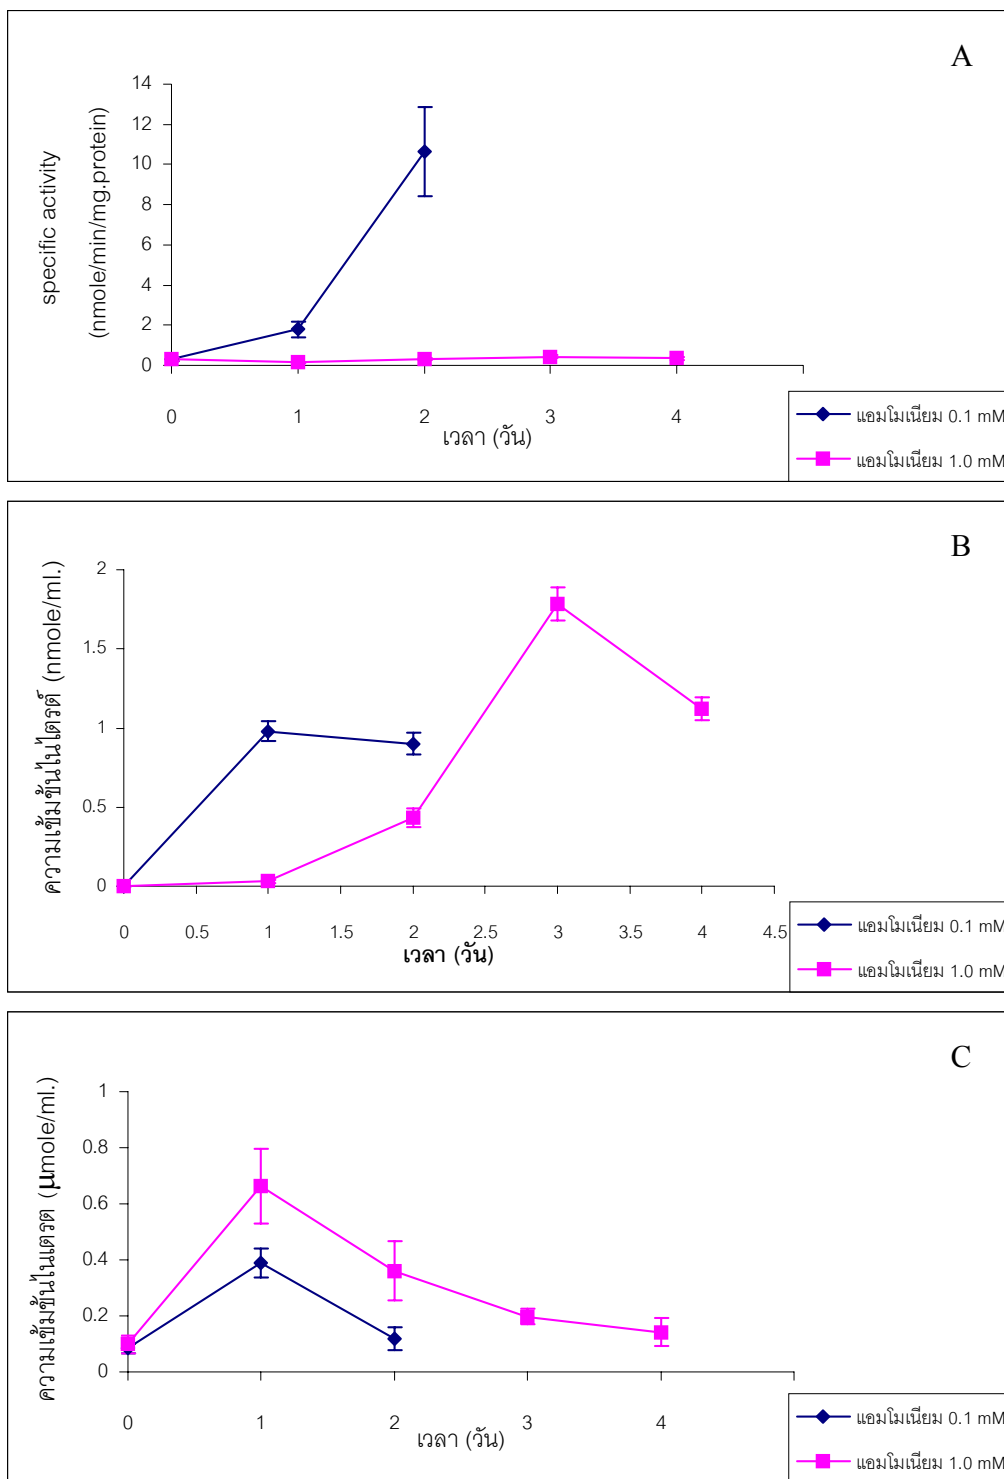 A
specific activity
(nmole/min/mg.protein)
14
12
10
8
6
4
2
0
0 1 2 3 4
เวลา (วัน)
แอมโมเนียม 0.1 mM
แอมโมเนียม 1.0 mM
B
ความเข้มข้นไนไตรต์ (nmole/ml.)
2
1.5
1
0.5
0
0 0.5 1 1.5 2 2.5 3 3.5 4 4.5
เวลา (วัน)
แอมโมเนียม 0.1 mM
แอมโมเนียม 1.0 mM
C
ความเข้มข้นไนเตรต (μmole/ml.)
1
0.8
0.6
0.4
0.2
0
0 1 2 3 4
เวลา (วัน)
แอมโมเนียม 0.1 mM
แอมโมเนียม 1.0 mM